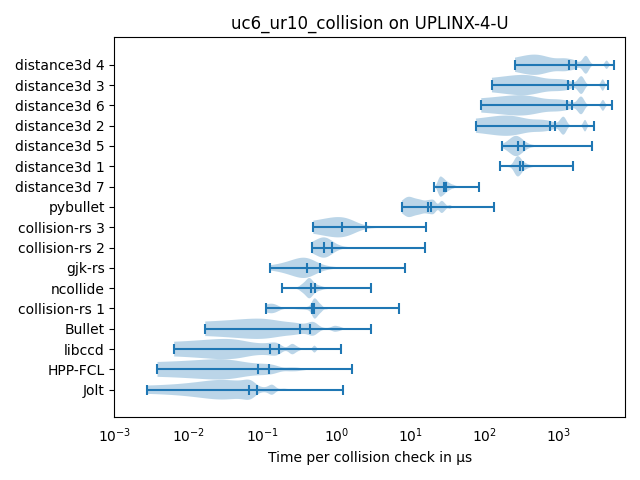 uc6_ur10_collision on UPLINX-4-U
distance3d 4
distance3d 3
distance3d 6
distance3d 2
distance3d 5
distance3d 1
distance3d 7
pybullet
collision-rs 3
collision-rs 2
gjk-rs
ncollide
collision-rs 1
Bullet
libccd
HPP-FCL
Jolt
10⁻³ 10⁻² 10⁻¹ 10⁰ 10¹ 10² 10³
Time per collision check in µs